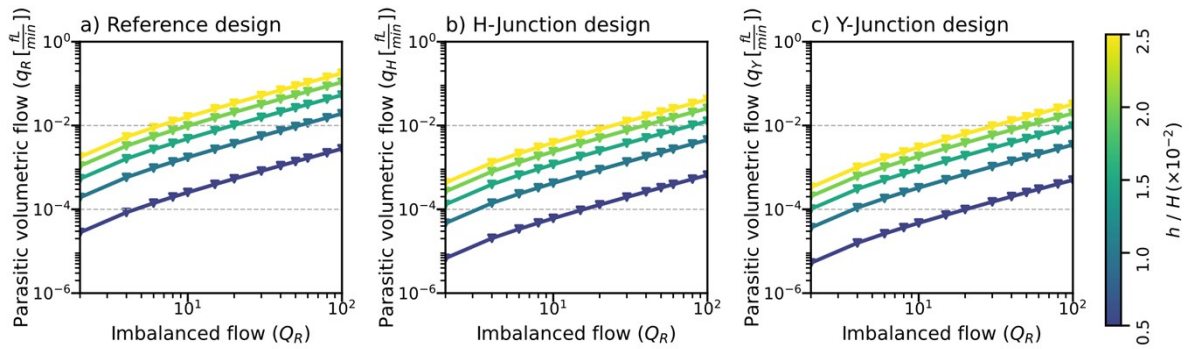 a) Reference design
Parasitic volumetric flow (q_R [fL/min])
10^0
10^-2
10^-4
10^-6
10^1
10^2
Imbalanced flow (Q_R)
b) H-Junction design
Parasitic volumetric flow (q_H [fL/min])
10^0
10^-2
10^-4
10^-6
10^1
10^2
Imbalanced flow (Q_R)
c) Y-Junction design
Parasitic volumetric flow (q_Y [fL/min])
10^0
10^-2
10^-4
10^-6
10^1
10^2
Imbalanced flow (Q_R)
2.5
2.0
1.5
1.0
0.5
h / H (×10^-2)